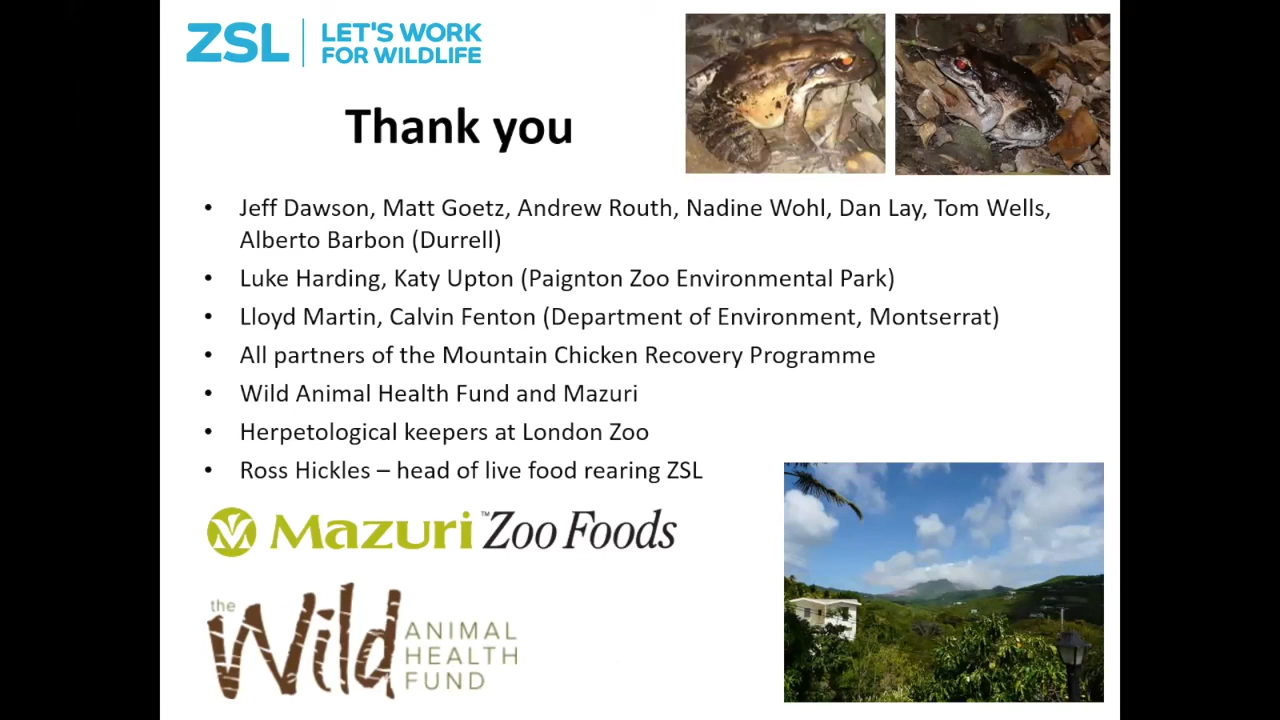 ZSL
LET'S WORK
FOR WILDLIFE
Thank you
• Jeff Dawson, Matt Goetz, Andrew Routh, Nadine Wohl, Dan Lay, Tom Wells,
Alberto Barbon (Durrell)
• Luke Harding, Katy Upton (Paignton Zoo Environmental Park)
• Lloyd Martin, Calvin Fenton (Department of Environment, Montserrat)
• All partners of the Mountain Chicken Recovery Programme
• Wild Animal Health Fund and Mazuri
• Herpetological keepers at London Zoo
• Ross Hickles – head of live food rearing ZSL
Mazuri™ Zoo Foods
the Wild
ANIMAL
HEALTH
FUND